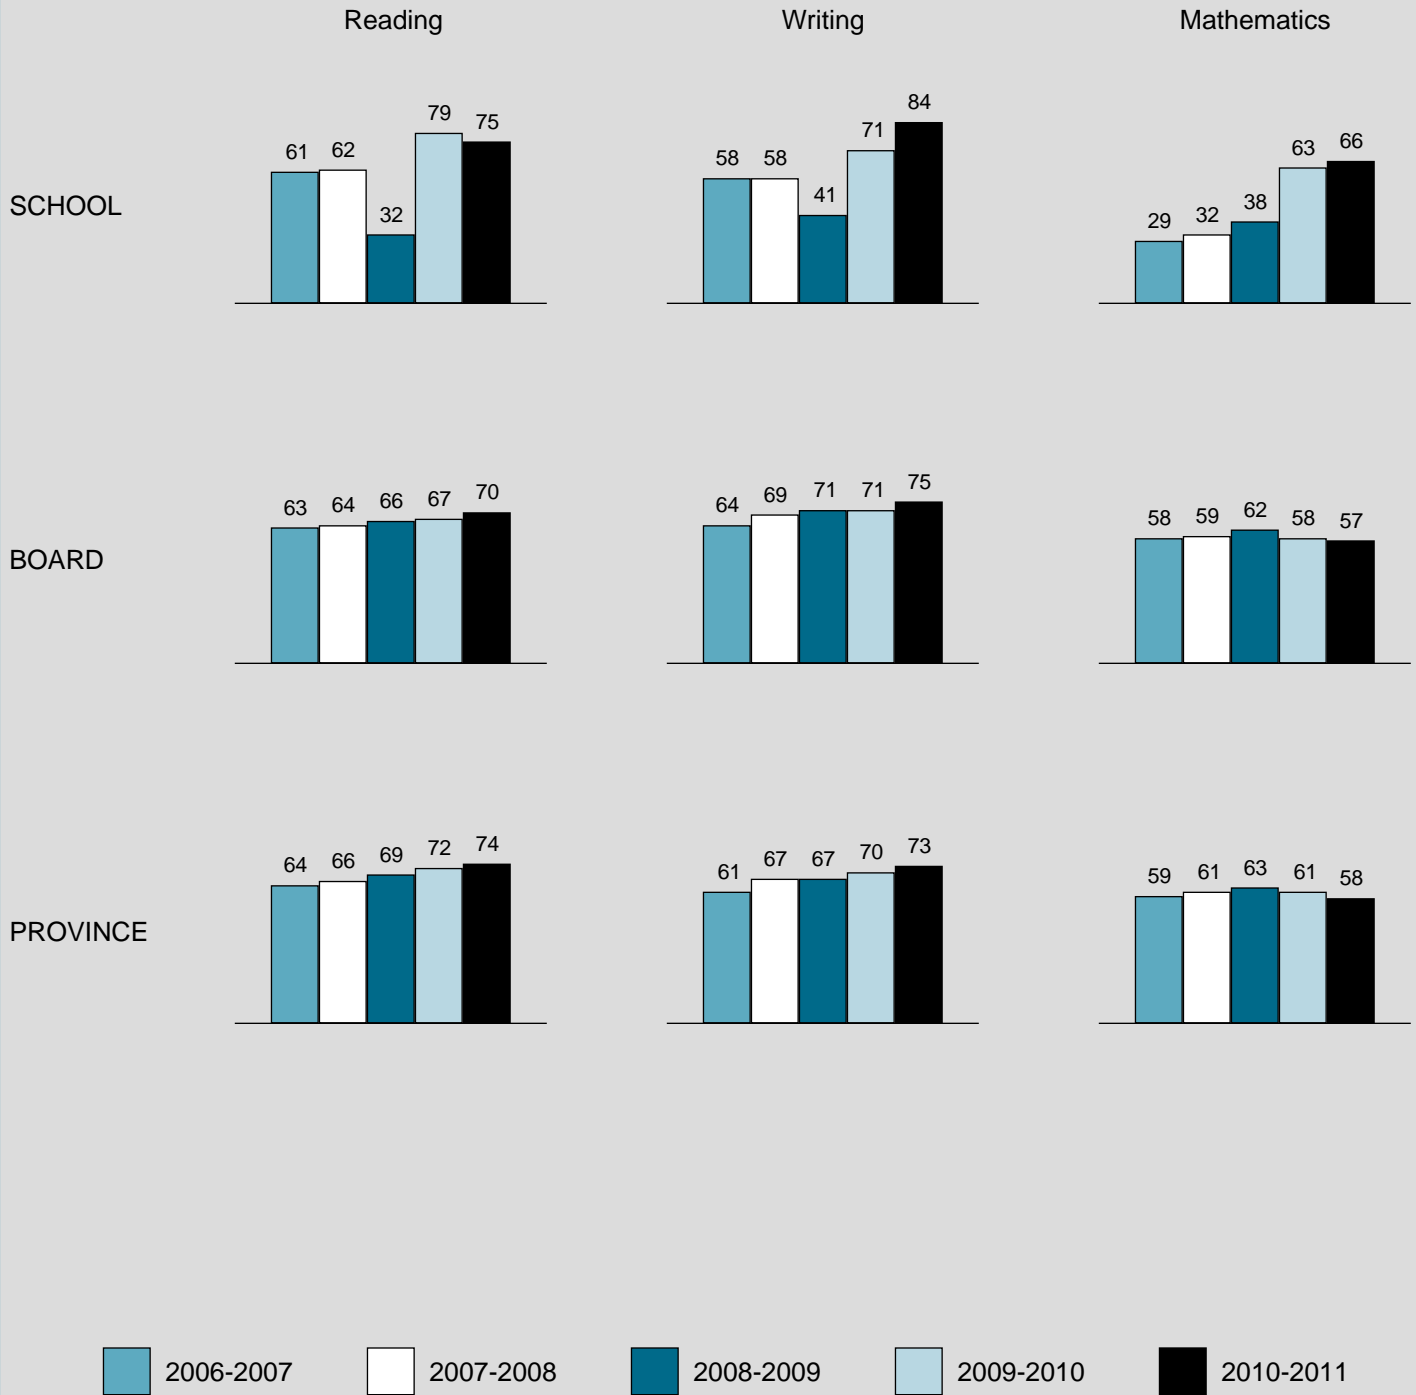 Reading Writing Mathematics
61 62 32 79 75
58 58 41 71 84
29 32 38 63 66
SCHOOL
63 64 66 67 70
64 69 71 71 75
58 59 62 58 57
BOARD
64 66 69 72 74
61 67 67 70 73
59 61 63 61 58
PROVINCE
2006-2007 2007-2008 2008-2009 2009-2010 2010-2011